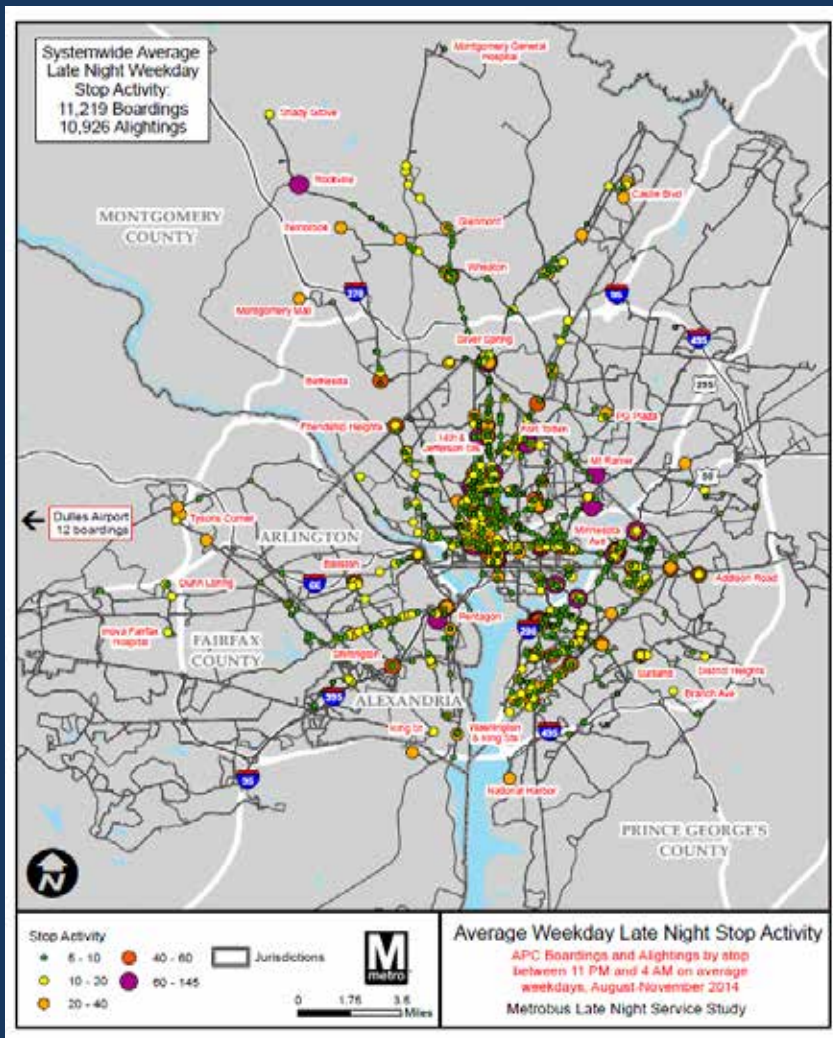 Systemwide Average
Late Night Weekday
Stop Activity:
11,219 Boardings
10,926 Alightings
Montgomery General
Hospital
Shady Grove
Rockville
Castle Blvd
MONTGOMERY
COUNTY
Twinbrook
Glenmont
Wheaton
270
95
Montgomery Mall
495
Silver Spring
295
Bethesda
PG Plaza
Friendship Heights
14th &
Jefferson Sts
Fort Totten
Mt Rainier
50
Dulles Airport
12 boardings
Tysons Corner
ARLINGTON
Minnesota
Ave
Ballston
Addison Road
Dunn Loring
66
Pentagon
295
Inova Fairfax
Hospital
FAIRFAX
COUNTY
Shirlington
Suitland
District Heights
395
ALEXANDRIA
Branch Ave
King St
Washington
& King Sts
495
95
National Harbor
PRINCE GEORGE'S
COUNTY
N
Stop Activity
5 - 10
10 - 20
20 - 40
40 - 60
60 - 145
Jurisdictions
M
metro
0 1.75 3.5
Miles
Average Weekday Late Night Stop Activity
APC Boardings and Alightings by stop
between 11 PM and 4 AM on average
weekdays, August-November 2014
Metrobus Late Night Service Study